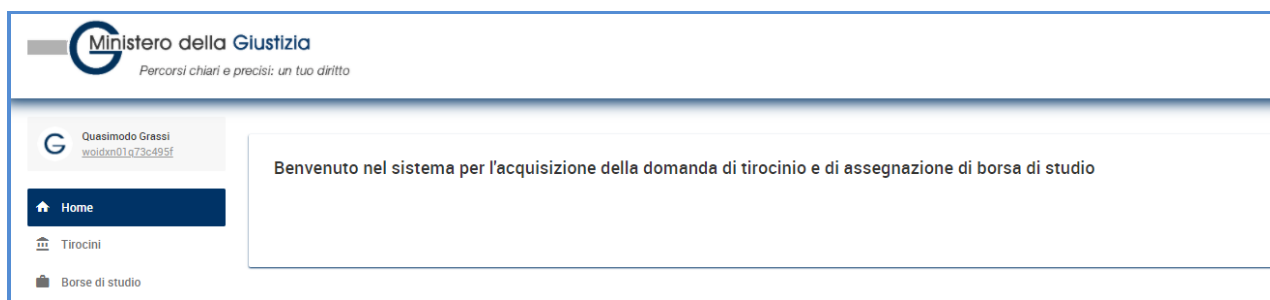 Ministero della Giustizia
Percorsi chiari e precisi: un tuo diritto
Quasimodo Grassi
woidxn01q73c495f
Benvenuto nel sistema per l'acquisizione della domanda di tirocinio e di assegnazione di borsa di studio
Home
Tirocini
Borse di studio